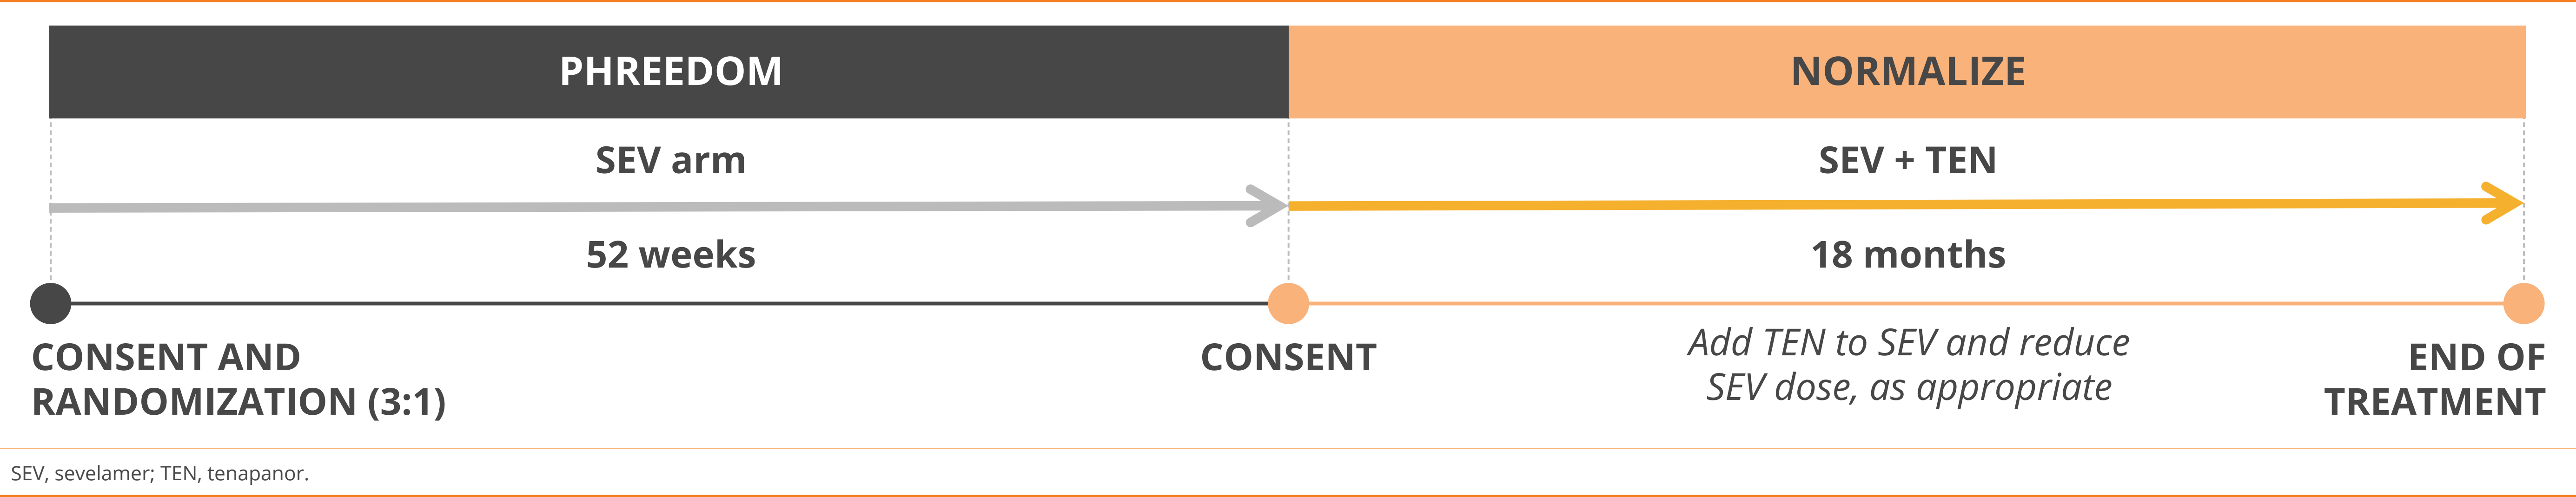 PHREEDOM
NORMALIZE
SEV arm
SEV + TEN
52 weeks
18 months
CONSENT AND
RANDOMIZATION (3:1)
CONSENT
Add TEN to SEV and reduce
SEV dose, as appropriate
END OF
TREATMENT
SEV, sevelamer; TEN, tenapanor.